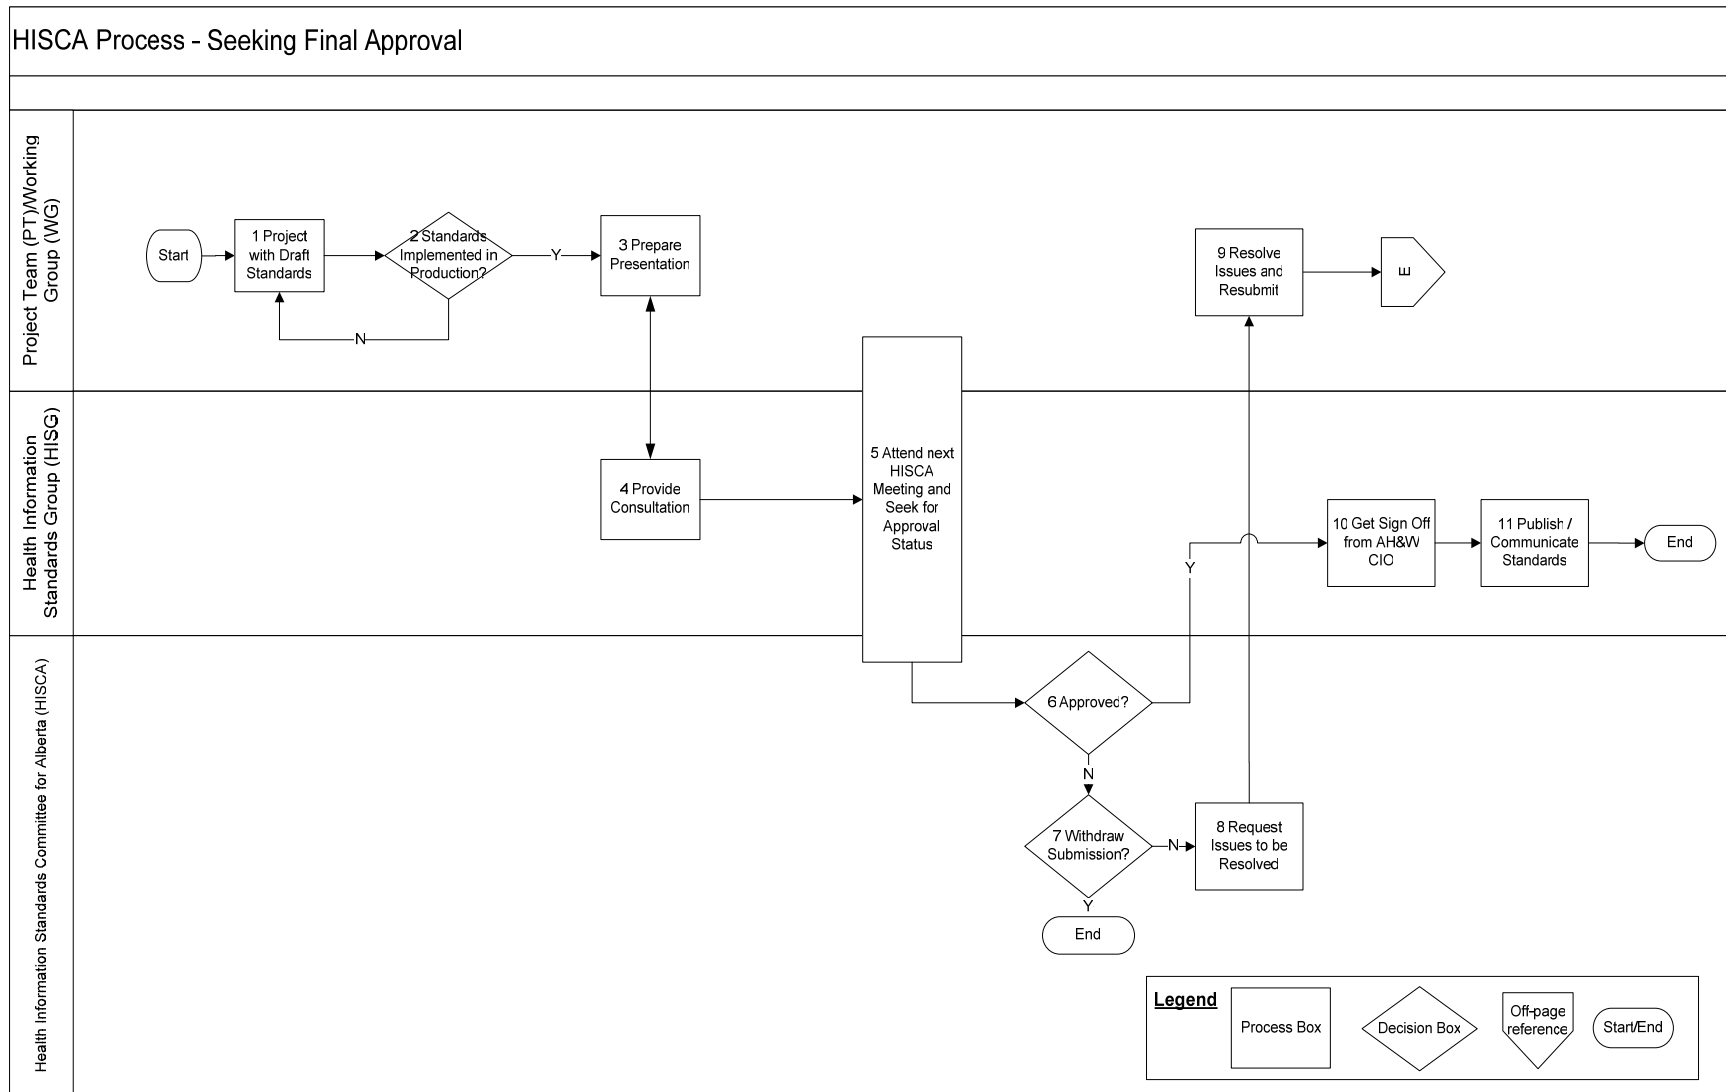 HISCA Process - Seeking Final Approval
Project Team (PT)/Working
Group (WG)
Start
1 Project
with Draft
Standards
2 Standards
Implemented in
Production?
Y
N
3 Prepare
Presentation
9 Resolve
Issues and
Resubmit
E
Health Information
Standards Group (HISG)
4 Provide
Consultation
5 Attend next
HISCA
Meeting and
Seek for
Approval
Status
Y
10 Get Sign Off
from AH&W
CIO
11 Publish /
Communicate
Standards
End
Health Information Standards Committee for Alberta (HISCA)
6 Approved?
N
7 Withdraw
Submission?
N
8 Request
Issues to be
Resolved
Y
End
Legend
Process Box
Decision Box
Off-page
reference
Start/End